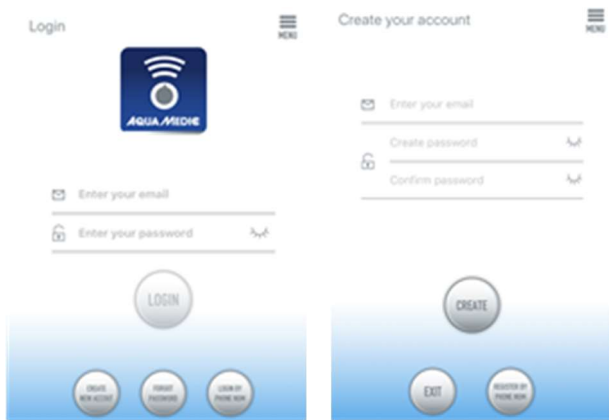 Login
MENU
AQUA MEDIC
Enter your email
Enter your password
LOGIN
CREATE
NEW ACCOUNT
FORGOT
PASSWORD
LOGIN BY
PHONE NUM
Create your account
MENU
Enter your email
Create password
Confirm password
CREATE
EXIT
REGISTER BY
PHONE NUM